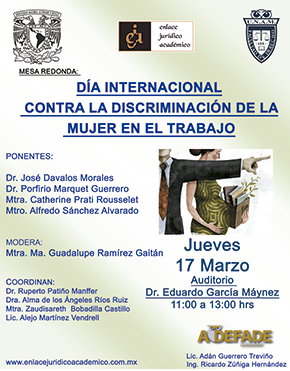 enlace
jurídico
académico
U.N.A.M.
MESA REDONDA:
DÍA INTERNACIONAL
CONTRA LA DISCRIMINACIÓN DE LA
MUJER EN EL TRABAJO
PONENTES:
Dr. José Davalos Morales
Dr. Porfirio Marquet Guerrero
Mtra. Catherine Prati Rousselet
Mtro. Alfredo Sánchez Alvarado
MODERA:
Mtra. Ma. Guadalupe Ramírez Gaitán
Jueves
17 Marzo
Auditorio
Dr. Eduardo García Máynez
11:00 a 13:00 hrs
COORDINAN:
Dr. Ruperto Patiño Manffer
Dra. Alma de los Ángeles Ríos Ruiz
Mtro. Zaudisareth Bobadilla Castillo
Lic. Alejo Martínez Vendrell
ADEFADE
www.enlacejuridicoacademico.com.mx
Lic. Adán Guerrero Treviño
Ing. Ricardo Zúñiga Hernández